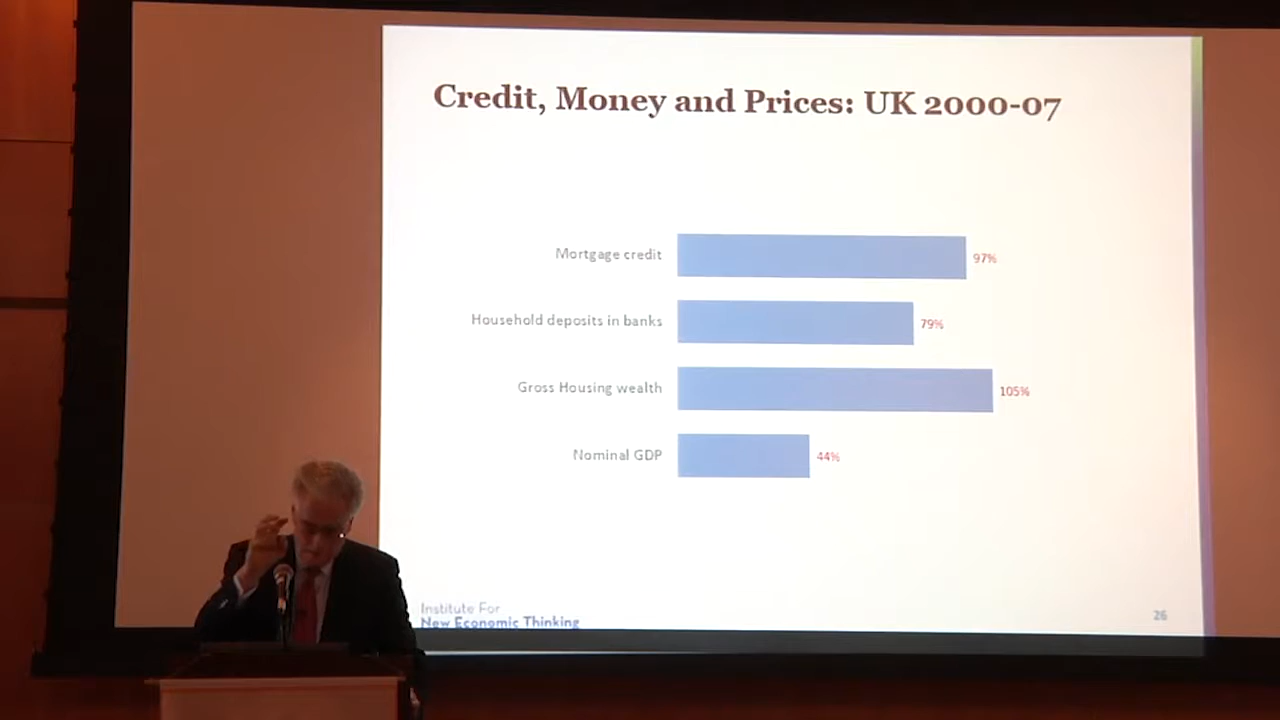 Credit, Money and Prices: UK 2000-07
Mortgage credit
97%
Household deposits in banks
79%
Gross Housing wealth
105%
Nominal GDP
44%
Institute For
New Economic Thinking
26